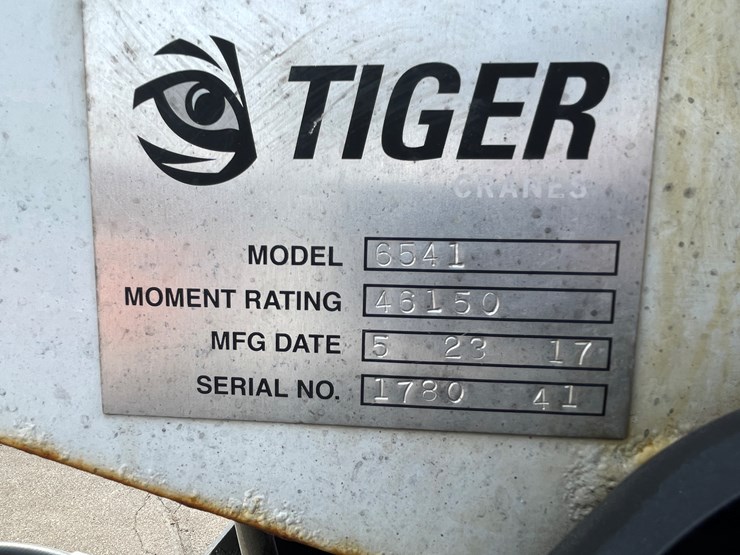 TIGER
CRANES
MODEL 6541
MOMENT RATING 46150
MFG DATE 5 23 17
SERIAL NO. 1780 41